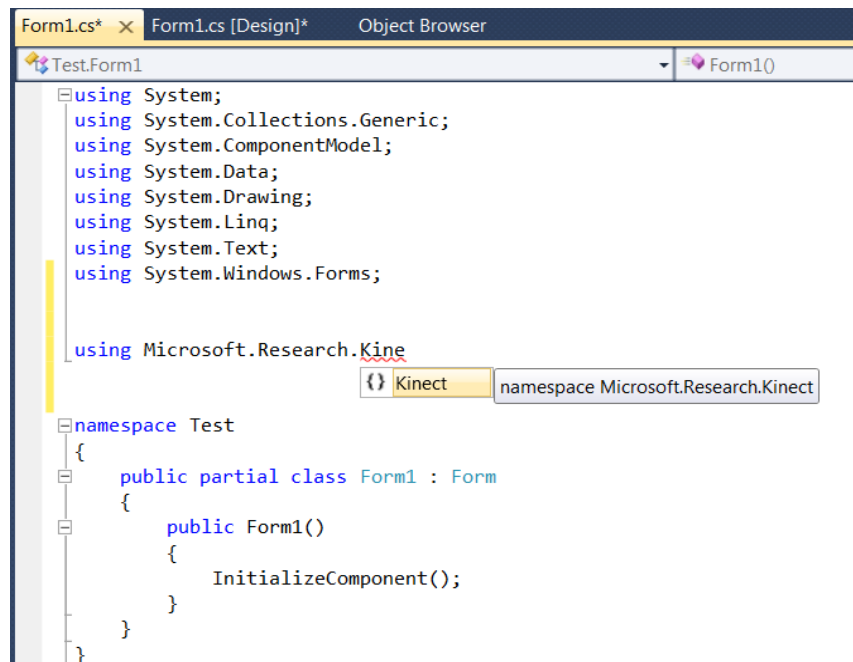 Form1.cs* × Form1.cs [Design]* Object Browser
Test.Form1 Form1()
using System;
using System.Collections.Generic;
using System.ComponentModel;
using System.Data;
using System.Drawing;
using System.Linq;
using System.Text;
using System.Windows.Forms;
using Microsoft.Research.Kine
{} Kinect namespace Microsoft.Research.Kinect
namespace Test
{
public partial class Form1 : Form
{
public Form1()
{
InitializeComponent();
}
}
}